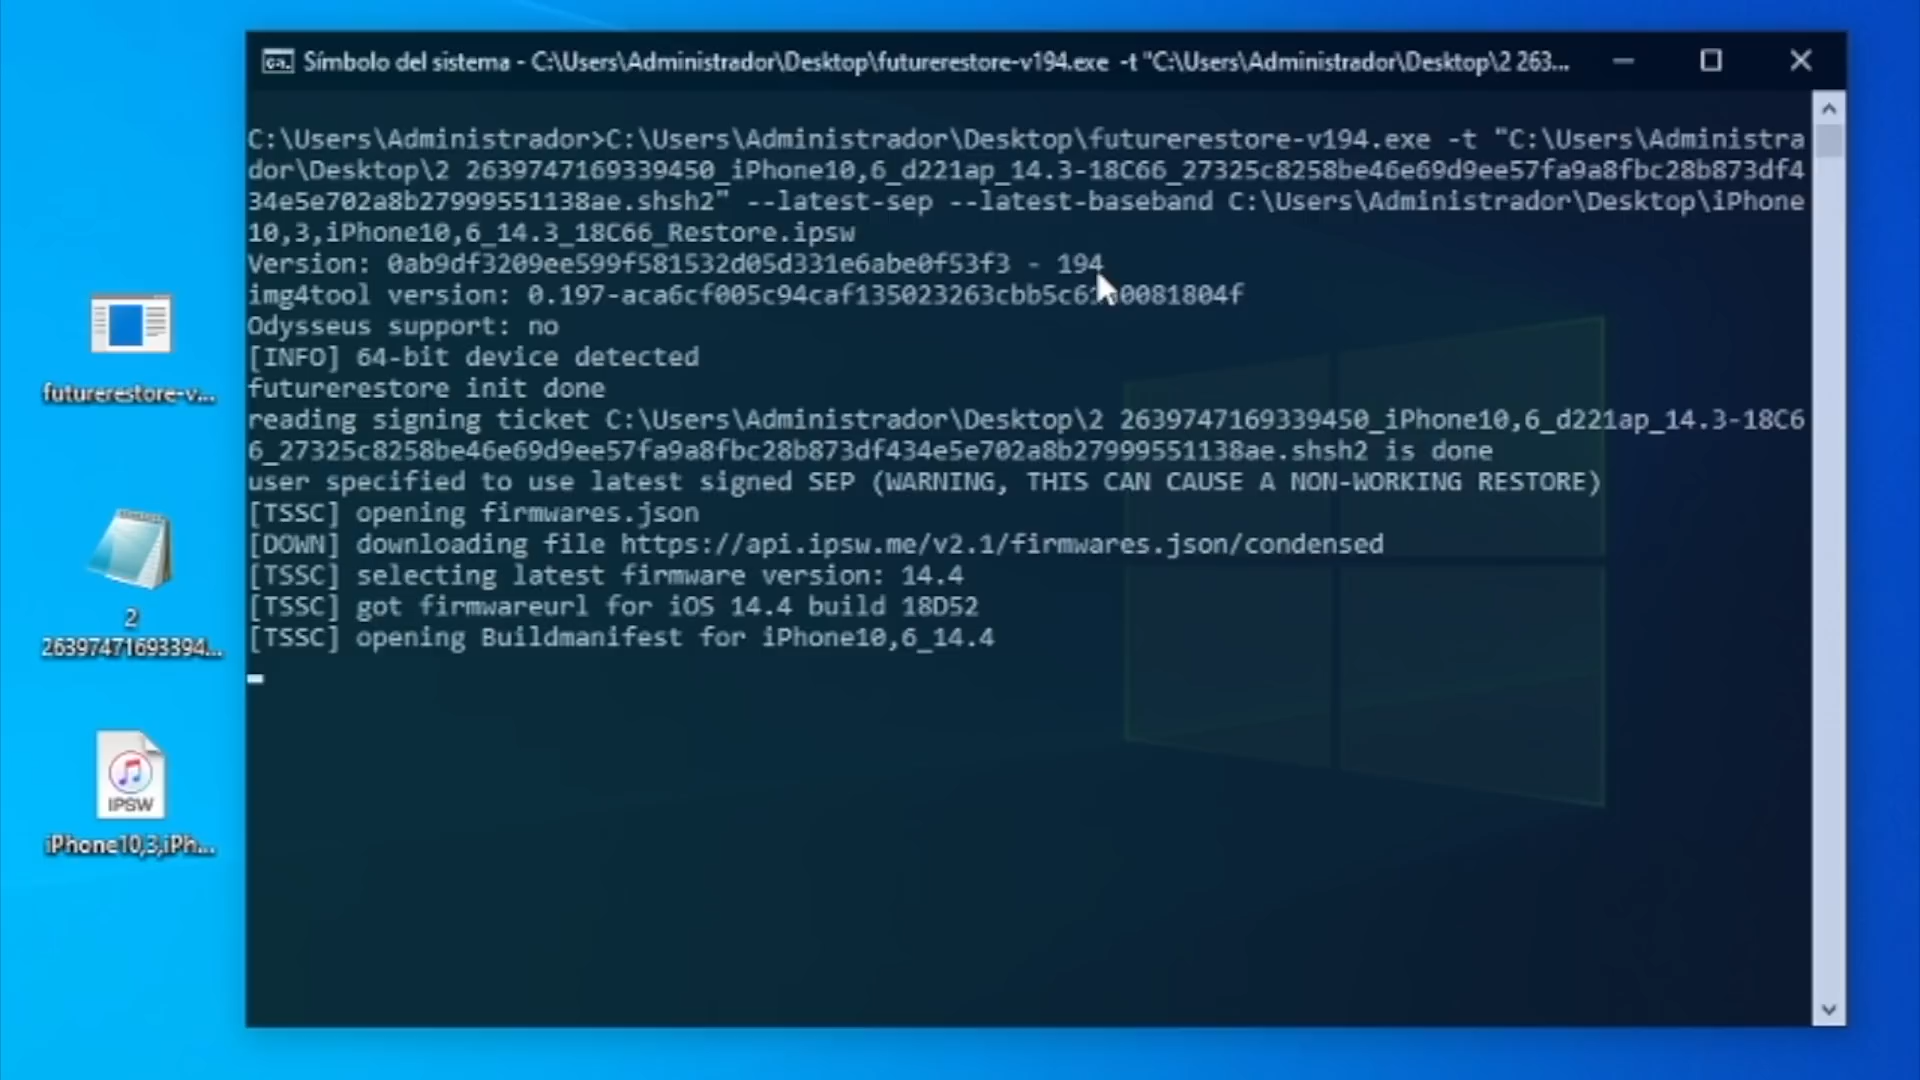 Símbolo del sistema - C:\Users\Administrador\Desktop\futurerestore-v194.exe -t "C:\Users\Administrador\Desktop\2 263...
C:\Users\Administrador>C:\Users\Administrador\Desktop\futurerestore-v194.exe -t "C:\Users\Administra
dor\Desktop\2 2639747169339450_iPhone10,6_d221ap_14.3-18C66_27325c8258be46e69d9ee57fa9a8fbc28b873df4
34e5e702a8b27999551138ae.shsh2" --latest-sep --latest-baseband C:\Users\Administrador\Desktop\iPhone
10,3,iPhone10,6_14.3_18C66_Restore.ipsw
Version: 0ab9df3209ee599f581532d05d331e6abe0f53f3 - 194
img4tool version:
Odysseus support: no
[INFO] 64-bit device detected
futurerestore init done
reading signing ticket C:\Users\Administrador\Desktop\2 2639747169339450_iPhone10,6_d221ap_14.3-18C6
6_27325c8258be46e69d9ee57fa9a8fbc28b873df434e5e702a8b27999551138ae.shsh2 is done
user specified to use latest signed SEP (WARNING, THIS CAN CAUSE A NON-WORKING RESTORE)
[TSSC] opening firmwares.json
[DOWN] downloading file https://api.ipsw.me/v2.1/firmwares.json/condensed
[TSSC] selecting latest firmware version: 14.4
[TSSC] got firmwareurl for iOS 14.4 build 18D52
[TSSC] opening Buildmanifest for iPhone10,6_14.4
futurerestore-v...
2
26397471693394...
IPSW
iPhone10,3,iPh...